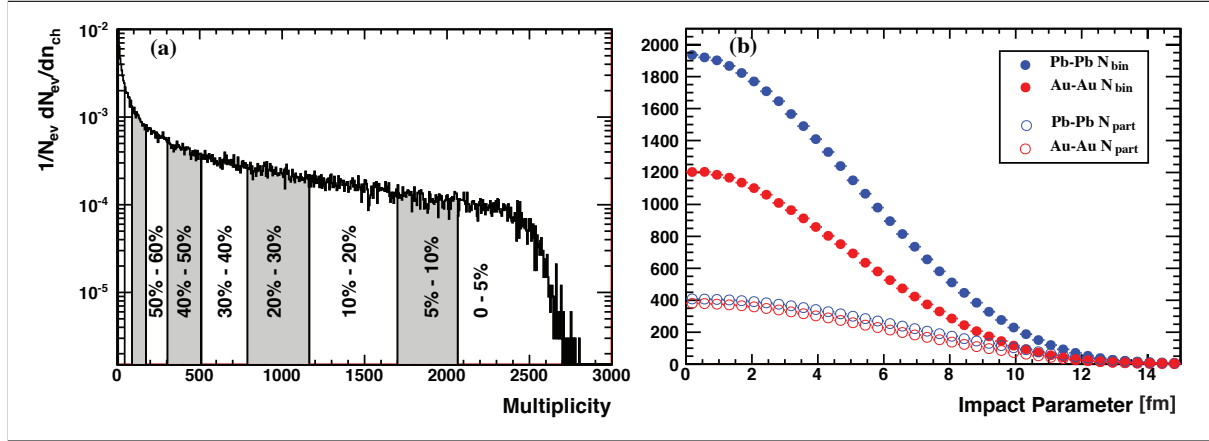 (a)
1/N_ev dN_ev/dn_ch
10^-2
10^-3
10^-4
10^-5
50% - 60%
40% - 50%
30% - 40%
20% - 30%
10% - 20%
5% - 10%
0 - 5%
0 500 1000 1500 2000 2500 3000
Multiplicity
(b)
2000
1800
1600
1400
1200
1000
800
600
400
200
0
Pb-Pb N_bin
Au-Au N_bin
Pb-Pb N_part
Au-Au N_part
0 2 4 6 8 10 12 14
Impact Parameter [fm]